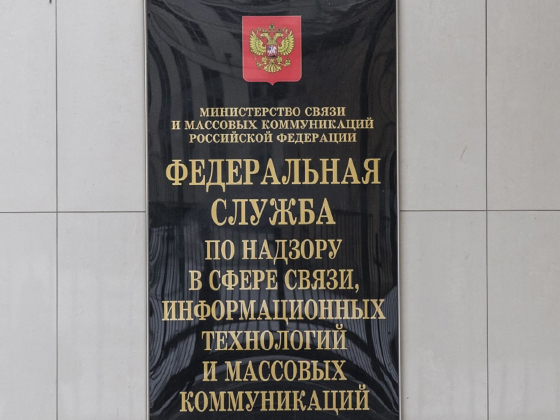 МИНИСТЕРСТВО СВЯЗИ
И МАССОВЫХ КОММУНИКАЦИЙ
РОССИЙСКОЙ ФЕДЕРАЦИИ
ФЕДЕРАЛЬНАЯ
СЛУЖБА
ПО НАДЗОРУ
В СФЕРЕ СВЯЗИ,
ИНФОРМАЦИОННЫХ
ТЕХНОЛОГИЙ
И МАССОВЫХ
КОММУНИКАЦИЙ